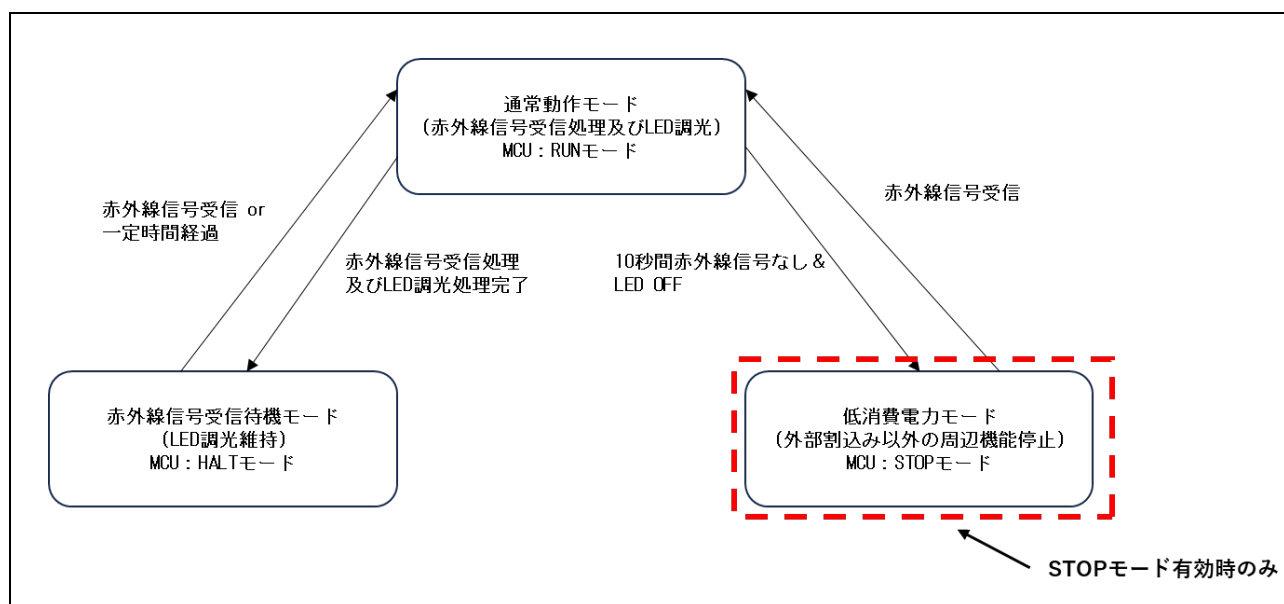 通常動作モード
(赤外線信号受信処理及びLED調光)
MCU:RUNモード
赤外線信号受信 or
一定時間経過
赤外線信号受信処理
及びLED調光処理完了
10秒間赤外線信号なし &
LED OFF
赤外線信号受信
赤外線信号受信待機モード
(LED調光維持)
MCU:HALTモード
低消費電力モード
(外部割込み以外の周辺機能停止)
MCU:STOPモード
STOPモード有効時のみ